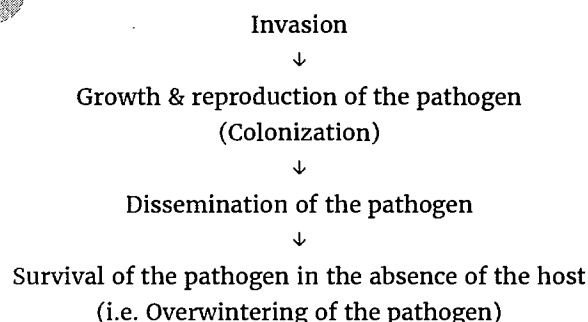 Invasion
↓
Growth & reproduction of the pathogen
(Colonization)
↓
Dissemination of the pathogen
↓
Survival of the pathogen in the absence of the host
(i.e. Overwintering of the pathogen)